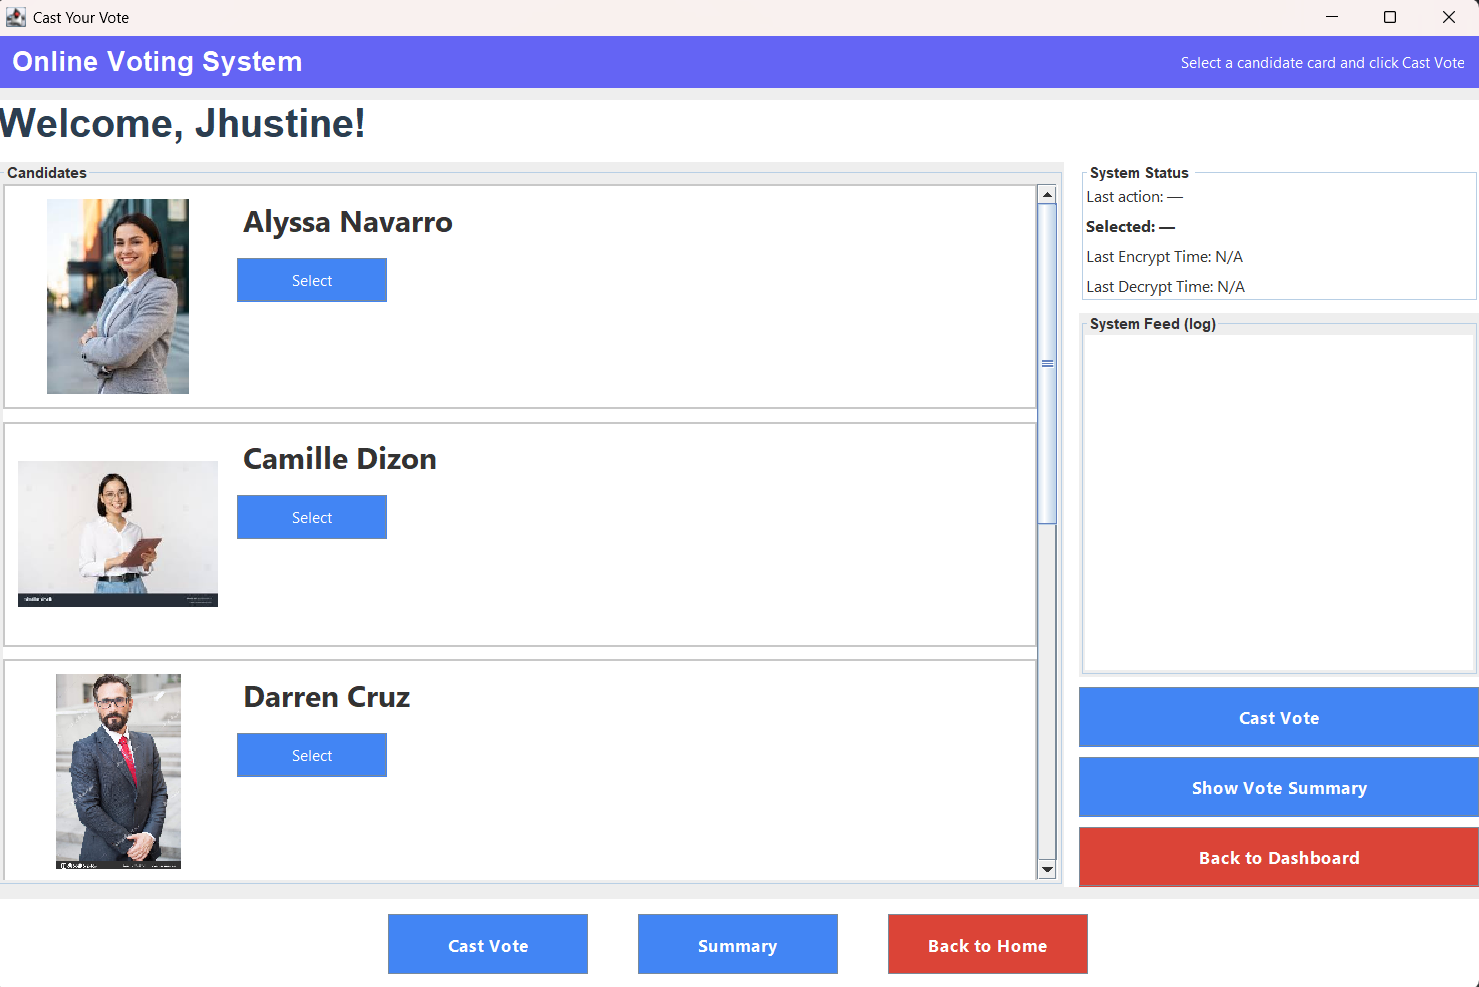 Cast Your Vote
Online Voting System
Select a candidate card and click Cast Vote
Welcome, Jhustine!
Candidates
Alyssa Navarro
Select
Camille Dizon
Select
Darren Cruz
Select
System Status
Last action: —
Selected: —
Last Encrypt Time: N/A
Last Decrypt Time: N/A
System Feed (log)
Cast Vote
Show Vote Summary
Back to Dashboard
Cast Vote
Summary
Back to Home